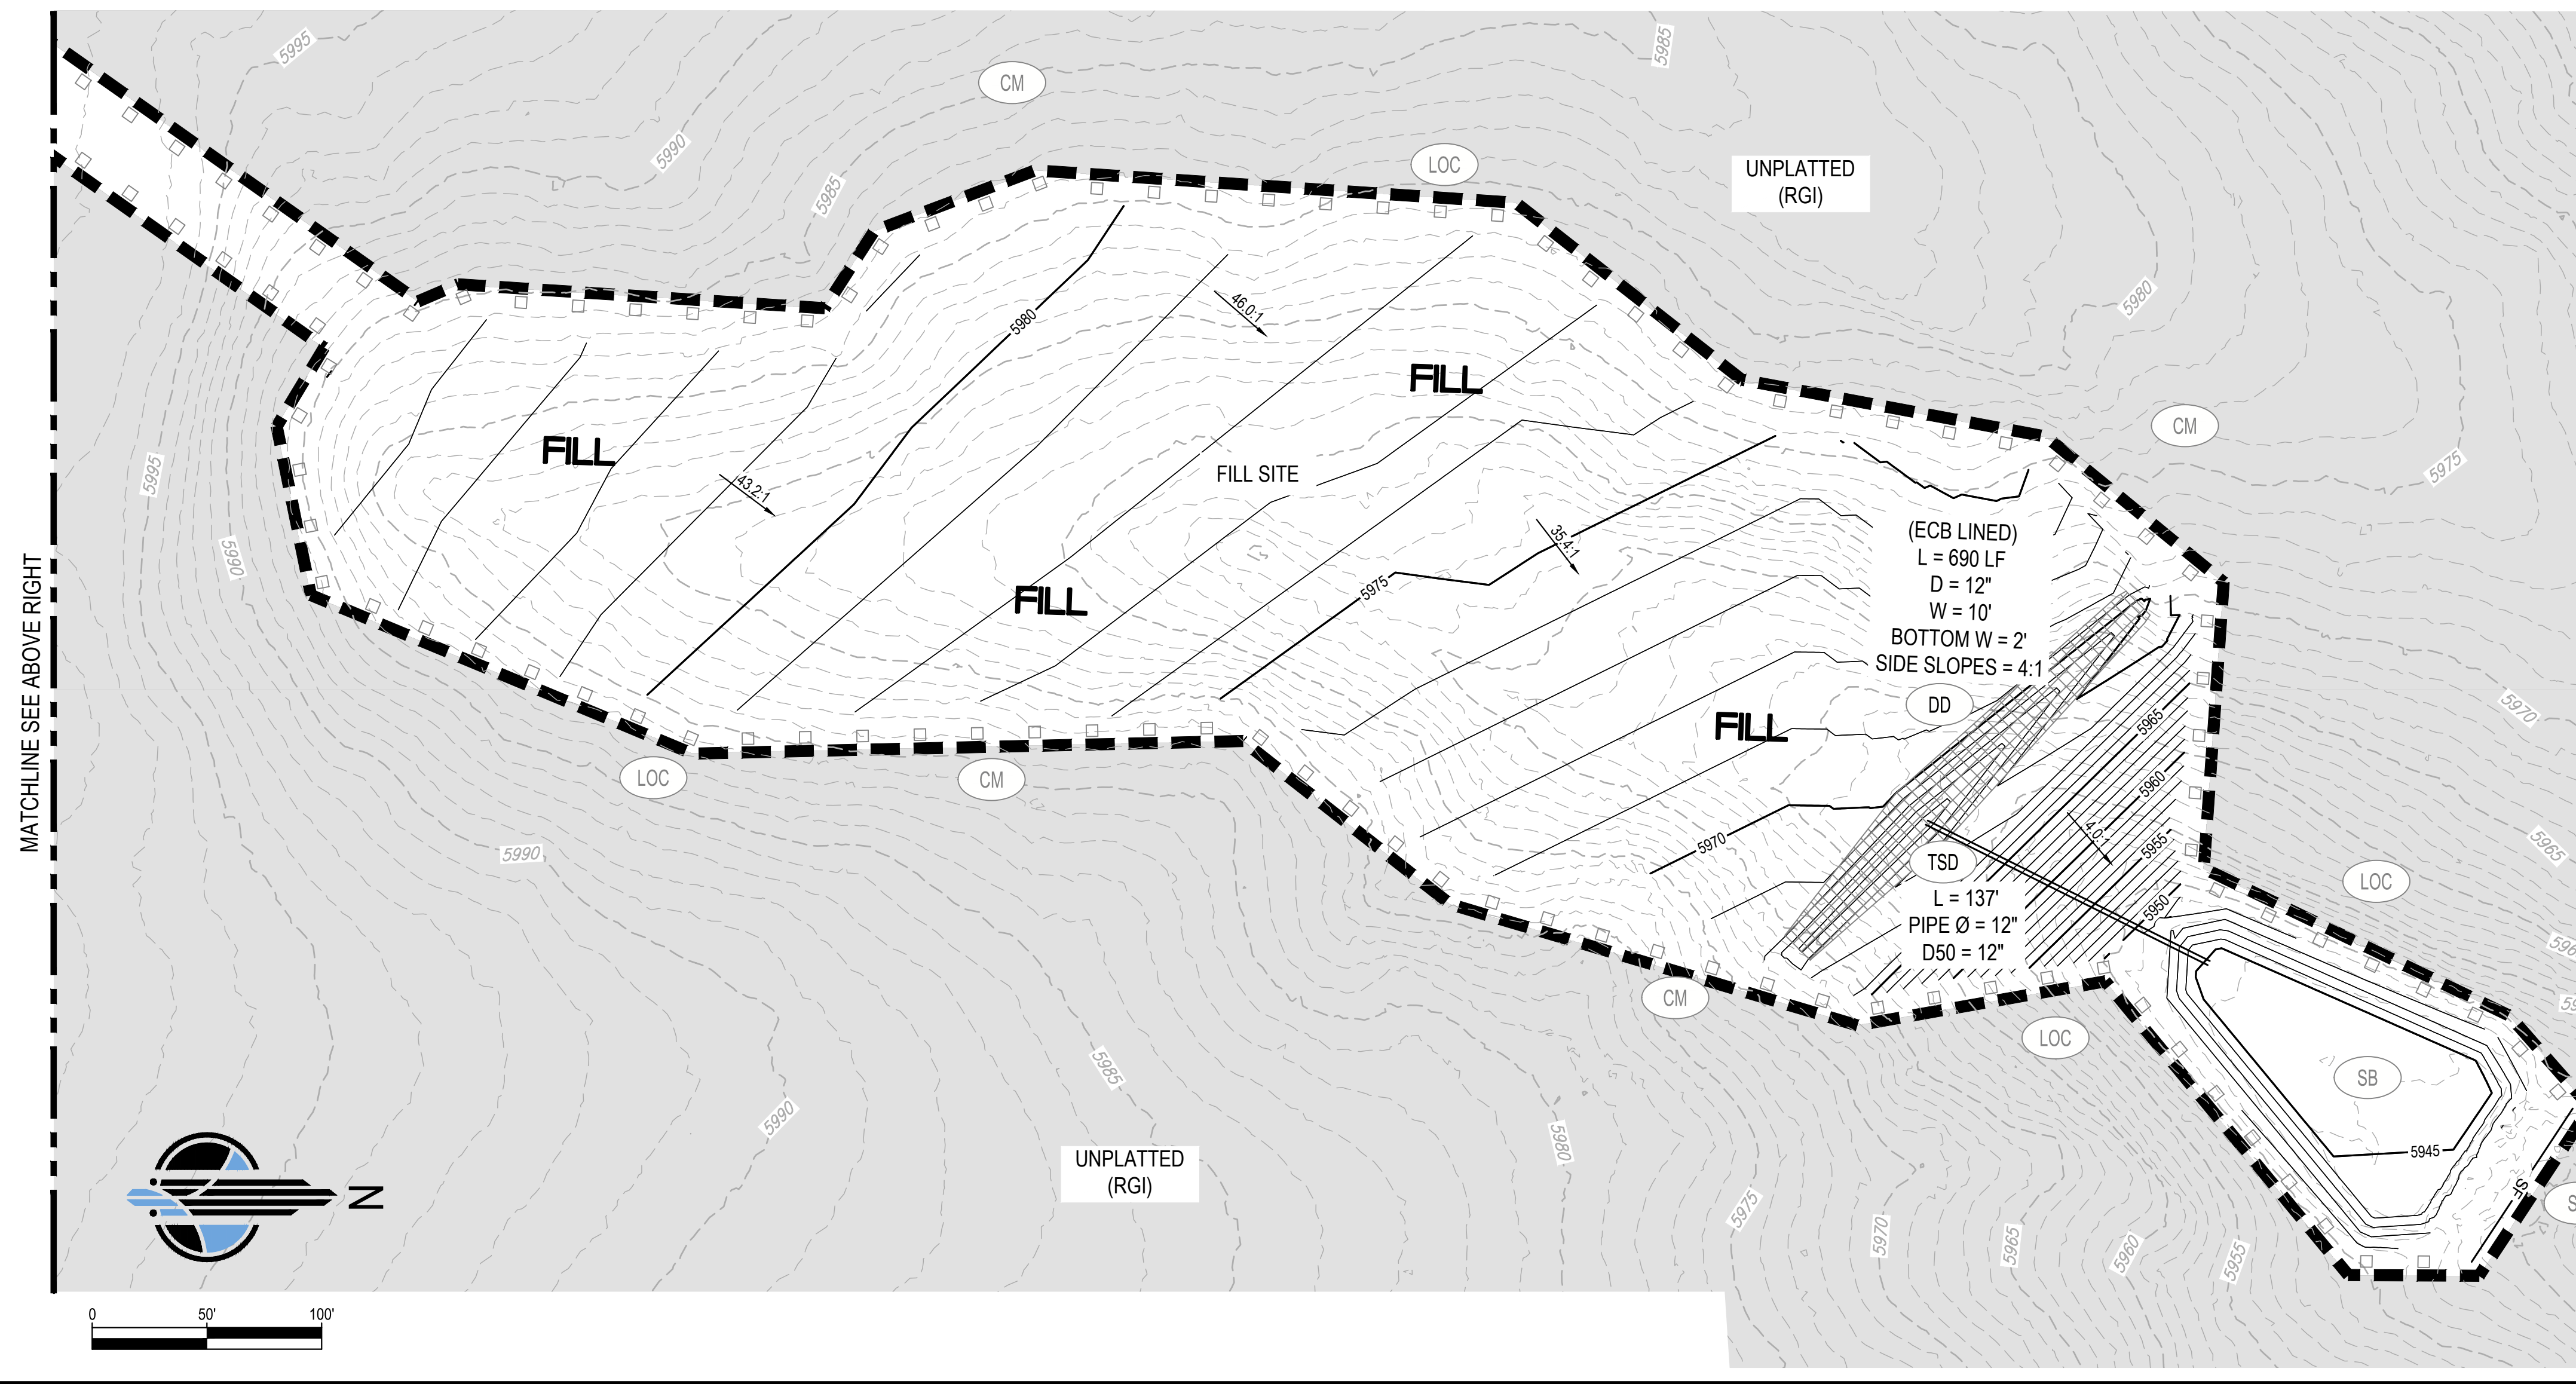 5995
5985
CM
5990
LOC
UNPLATTED
(RGI)
5985
5980
46.0:1
5980
FILL
CM
FILL
5995
43.2:1
FILL SITE
5975
5990
35.4:1
(ECB LINED)
L = 690 LF
D = 12"
W = 10'
BOTTOM W = 2'
SIDE SLOPES = 4:1
DD
5975
FILL
MATCHLINE SEE ABOVE RIGHT
5970
FILL
5965
LOC
CM
5960
4.0:1
5990
5970
5955
5965
TSD
L = 137'
PIPE Ø = 12"
D50 = 12"
LOC
5950
CM
LOC
5985
SB
5990
5980
5945
UNPLATTED
(RGI)
N
5975
5970
5965
5960
5955
SF
0
50'
100'